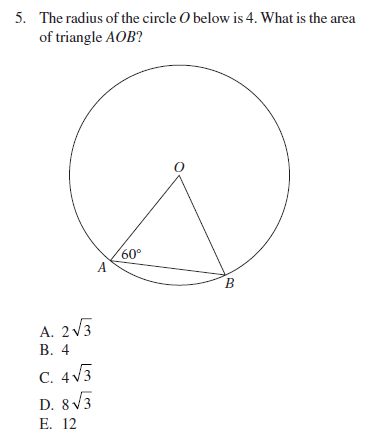 5. The radius of the circle O below is 4. What is the area
of triangle AOB?
O
60°
A
B
A. 2√3
B. 4
C. 4√3
D. 8√3
E. 12